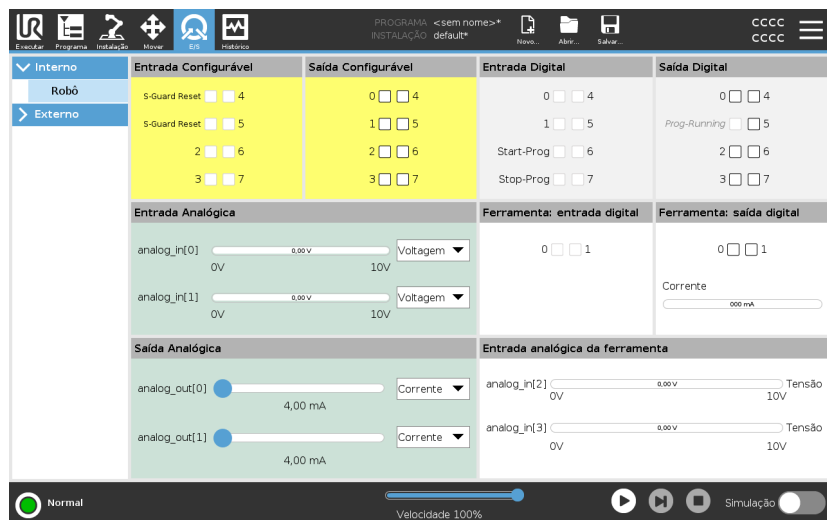 UR
PROGRAMA <sem nome>*
INSTALAÇÃO default*
CCCC
CCCC
Executar Programa Instalação Mover E/S Histórico Novo... Abrir... Salvar...
Interno
Robô
Externo
Entrada Configurável
S-Guard Reset 4
S-Guard Reset 5
2 6
3 7
Saída Configurável
0 4
1 5
2 6
3 7
Entrada Digital
0 4
1 5
Start-Prog 6
Stop-Prog 7
Saída Digital
0 4
Prog-Running 5
2 6
3 7
Entrada Analógica
analog_in[0] 0,00 V Voltagem
0V 10V
analog_in[1] 0,00 V Voltagem
0V 10V
Ferramenta: entrada digital
0 1
Ferramenta: saída digital
0 1
Corrente
000 mA
Saída Analógica
analog_out[0] Corrente
4,00 mA
analog_out[1] Corrente
4,00 mA
Entrada analógica da ferramenta
analog_in[2] 0,00 V Tensão
0V 10V
analog_in[3] 0,00 V Tensão
0V 10V
Normal
Velocidade 100%
Simulação